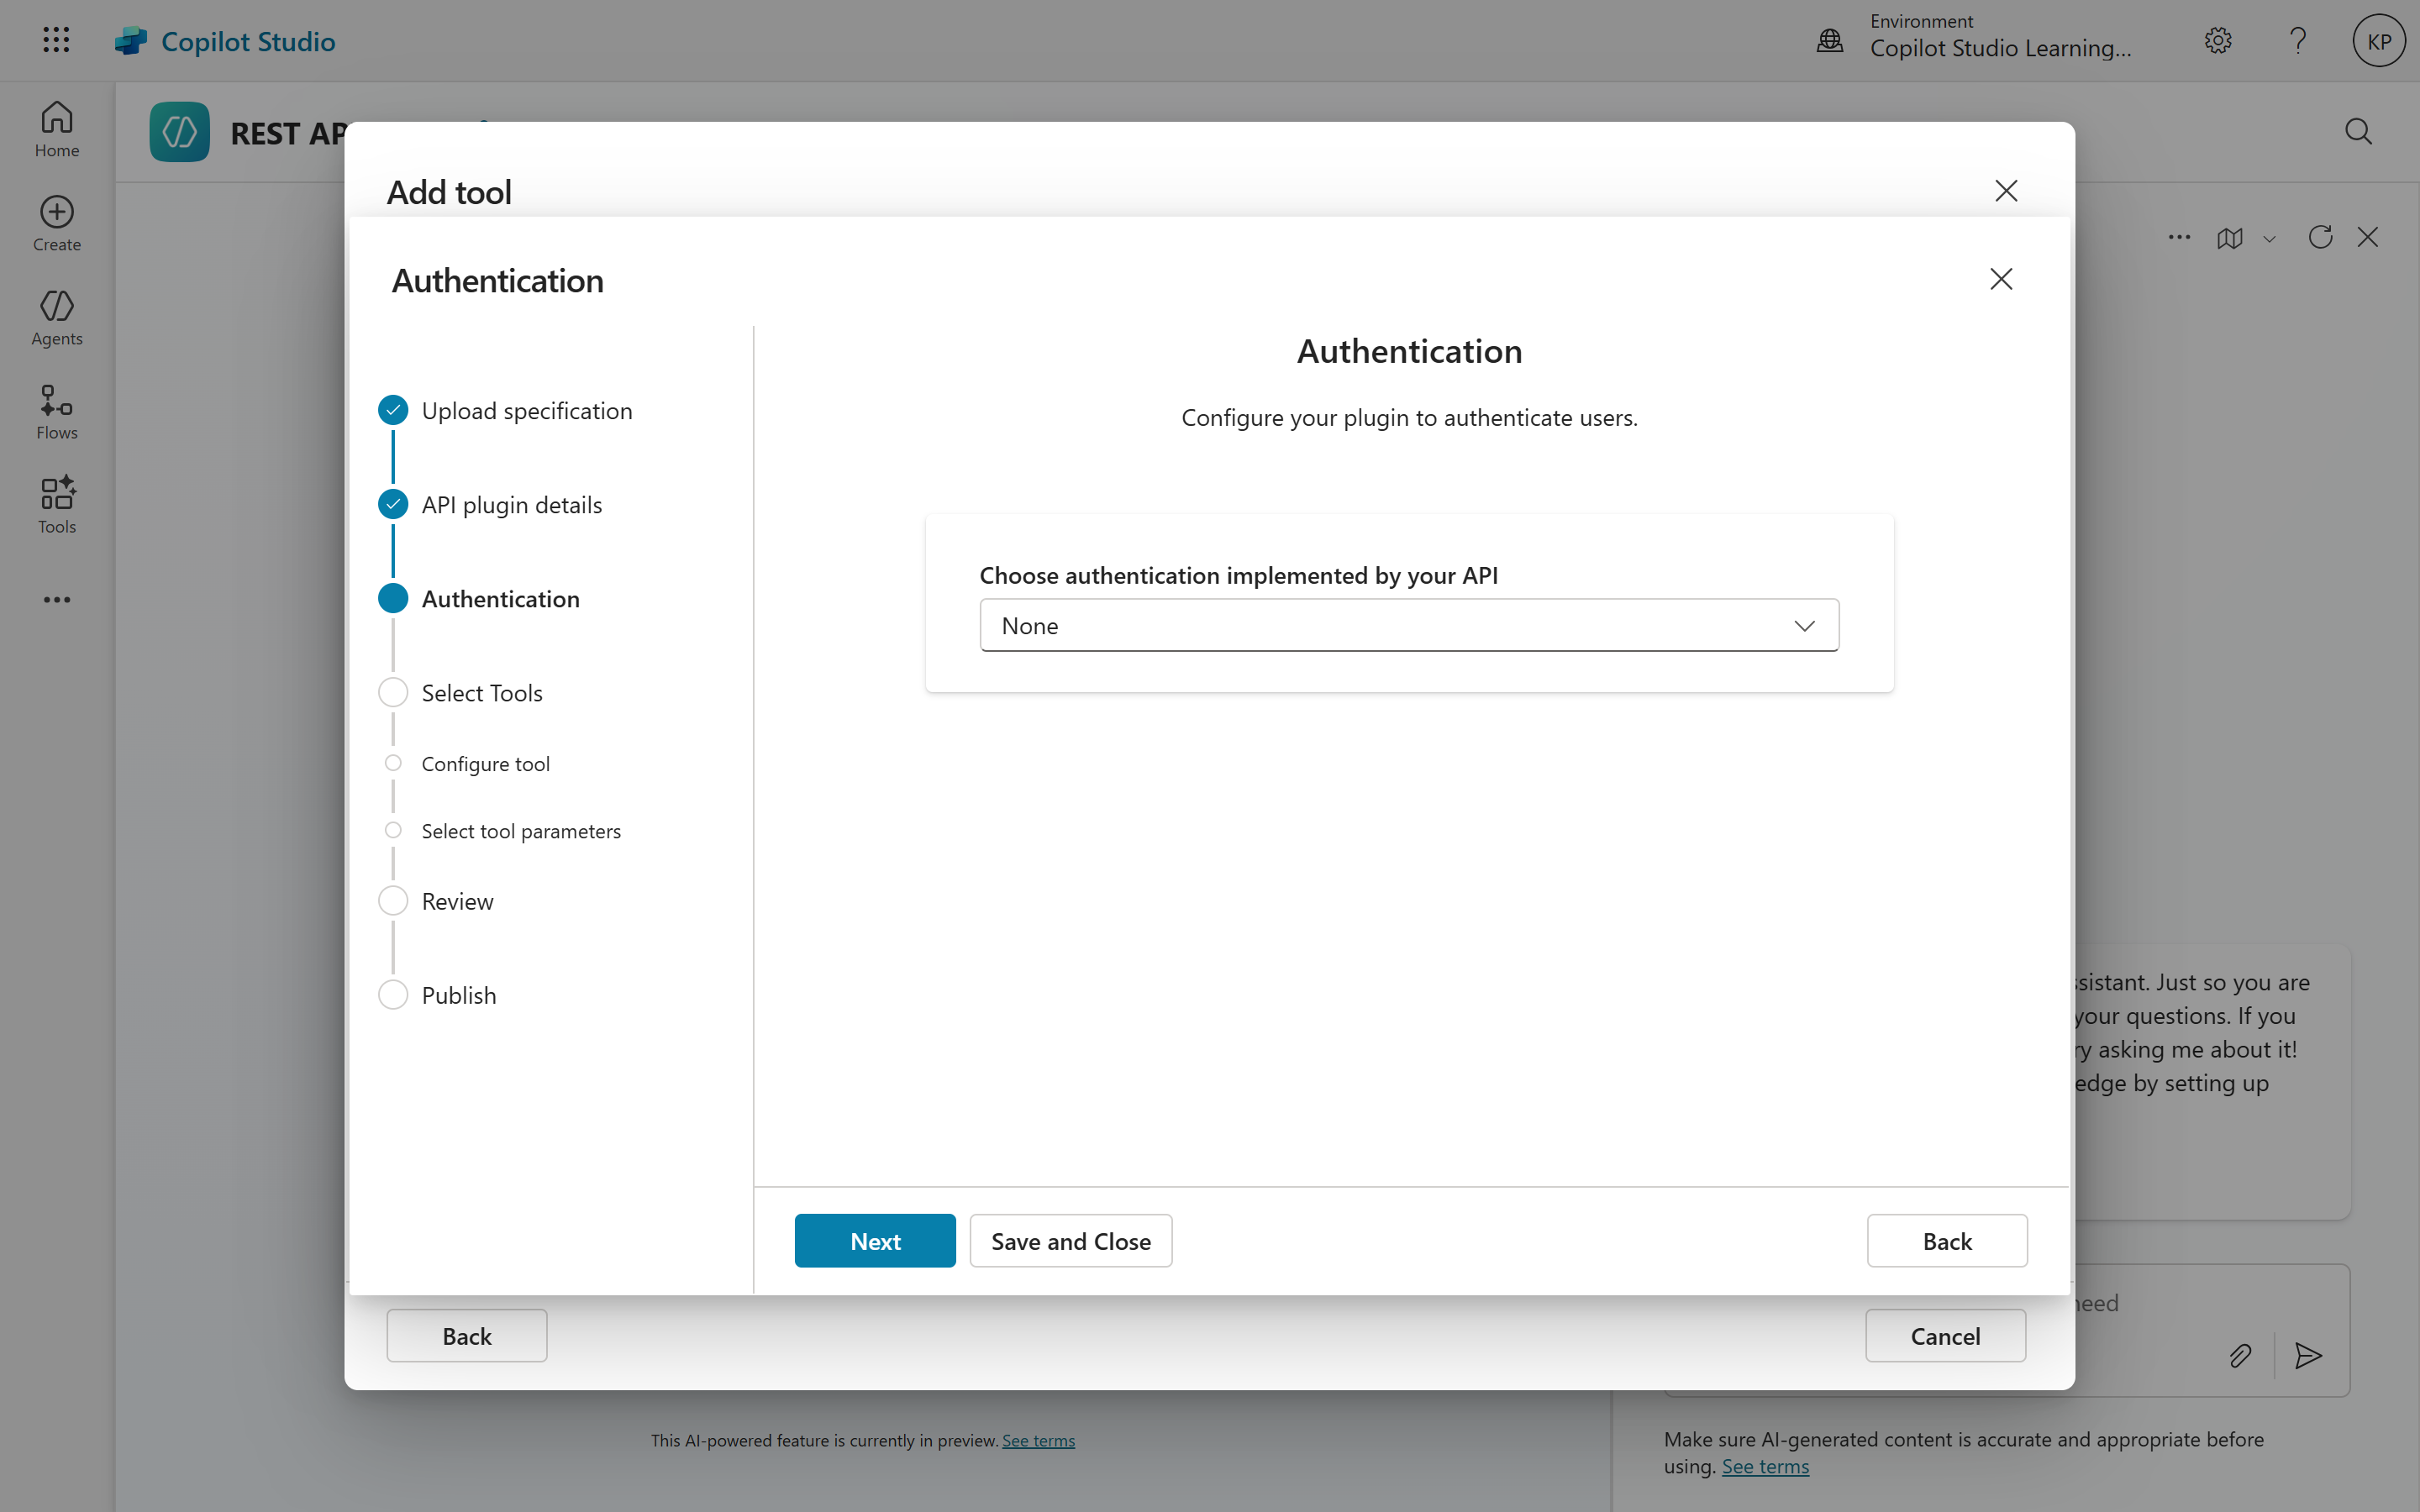 Copilot Studio
Environment
Copilot Studio Learning...
KP
Home
Create
Agents
Flows
Tools
REST AP
Add tool
Authentication
Upload specification
API plugin details
Authentication
Select Tools
Configure tool
Select tool parameters
Review
Publish
Authentication
Configure your plugin to authenticate users.
Choose authentication implemented by your API
None
Next
Save and Close
Back
Back
Cancel
ssistant. Just so you are
your questions. If you
ry asking me about it!
edge by setting up
need
This AI-powered feature is currently in preview. See terms
Make sure AI-generated content is accurate and appropriate before
using. See terms